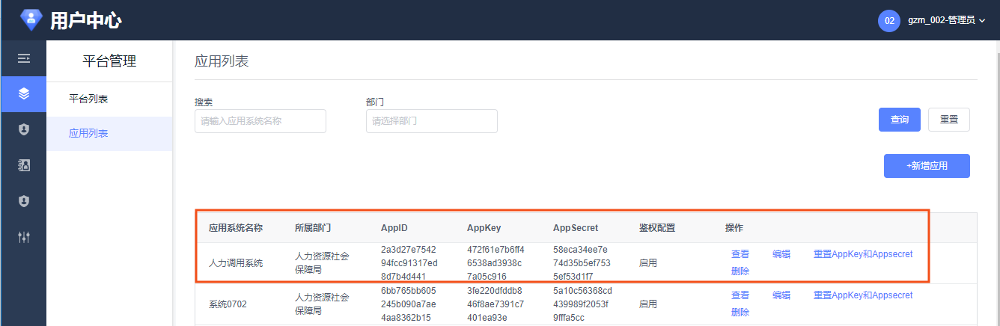 用户中心
02 gzm_002-管理员
平台管理
平台列表
应用列表
应用列表
搜索 部门
请输入应用系统名称 请选择部门 查询 重置
+新增应用
应用系统名称 所属部门 AppID AppKey AppSecret 鉴权配置 操作
人力调用系统
人力资源社会
保障局
2a3d27e7542
94fcc91317ed
8d7b4d441
472f61e7b6ff4
6538ad3938c
7a05c916
58eca34ee7e
74d35b5ef753
5ef53d1f7
启用
查看 编辑 重置AppKey和Appsecret
删除
系统0702
人力资源社会
保障局
6bb765bb605
245b090a7ae
4aa8362b15
3fe220dfddb8
46f8ae7391c7
401ea93e
5a10c56368cd
439989f2053f
9fffa5cc
启用
查看 编辑 重置AppKey和Appsecret
删除